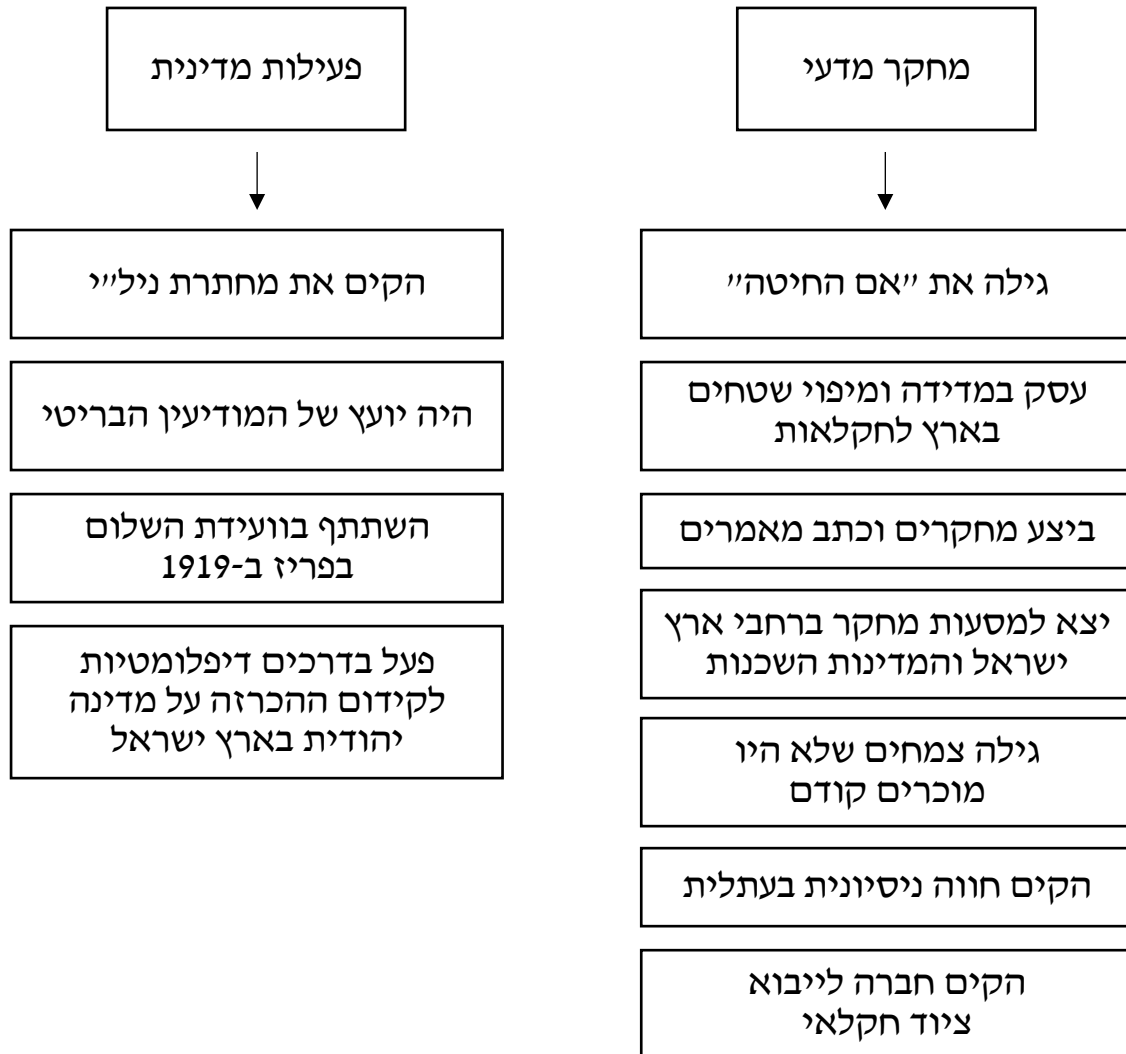 מחקר מדעי
גילה את "אם החיטה"
עסק במדידה ומיפוי שטחים
בארץ לחקלאות
ביצע מחקרים וכתב מאמרים
יצא למסעות מחקר ברחבי ארץ
ישראל והמדינות השכנות
גילה צמחים שלא היו
מוכרים קודם
הקים חווה ניסיונית בעתלית
הקים חברה לייבוא
ציוד חקלאי
פעילות מדינית
הקים את מחתרת ניל"י
היה יועץ של המודיעין הבריטי
השתתף בוועידת השלום
בפריז ב-1919
פעל בדרכים דיפלומטיות
לקידום ההכרזה על מדינה
יהודית בארץ ישראל